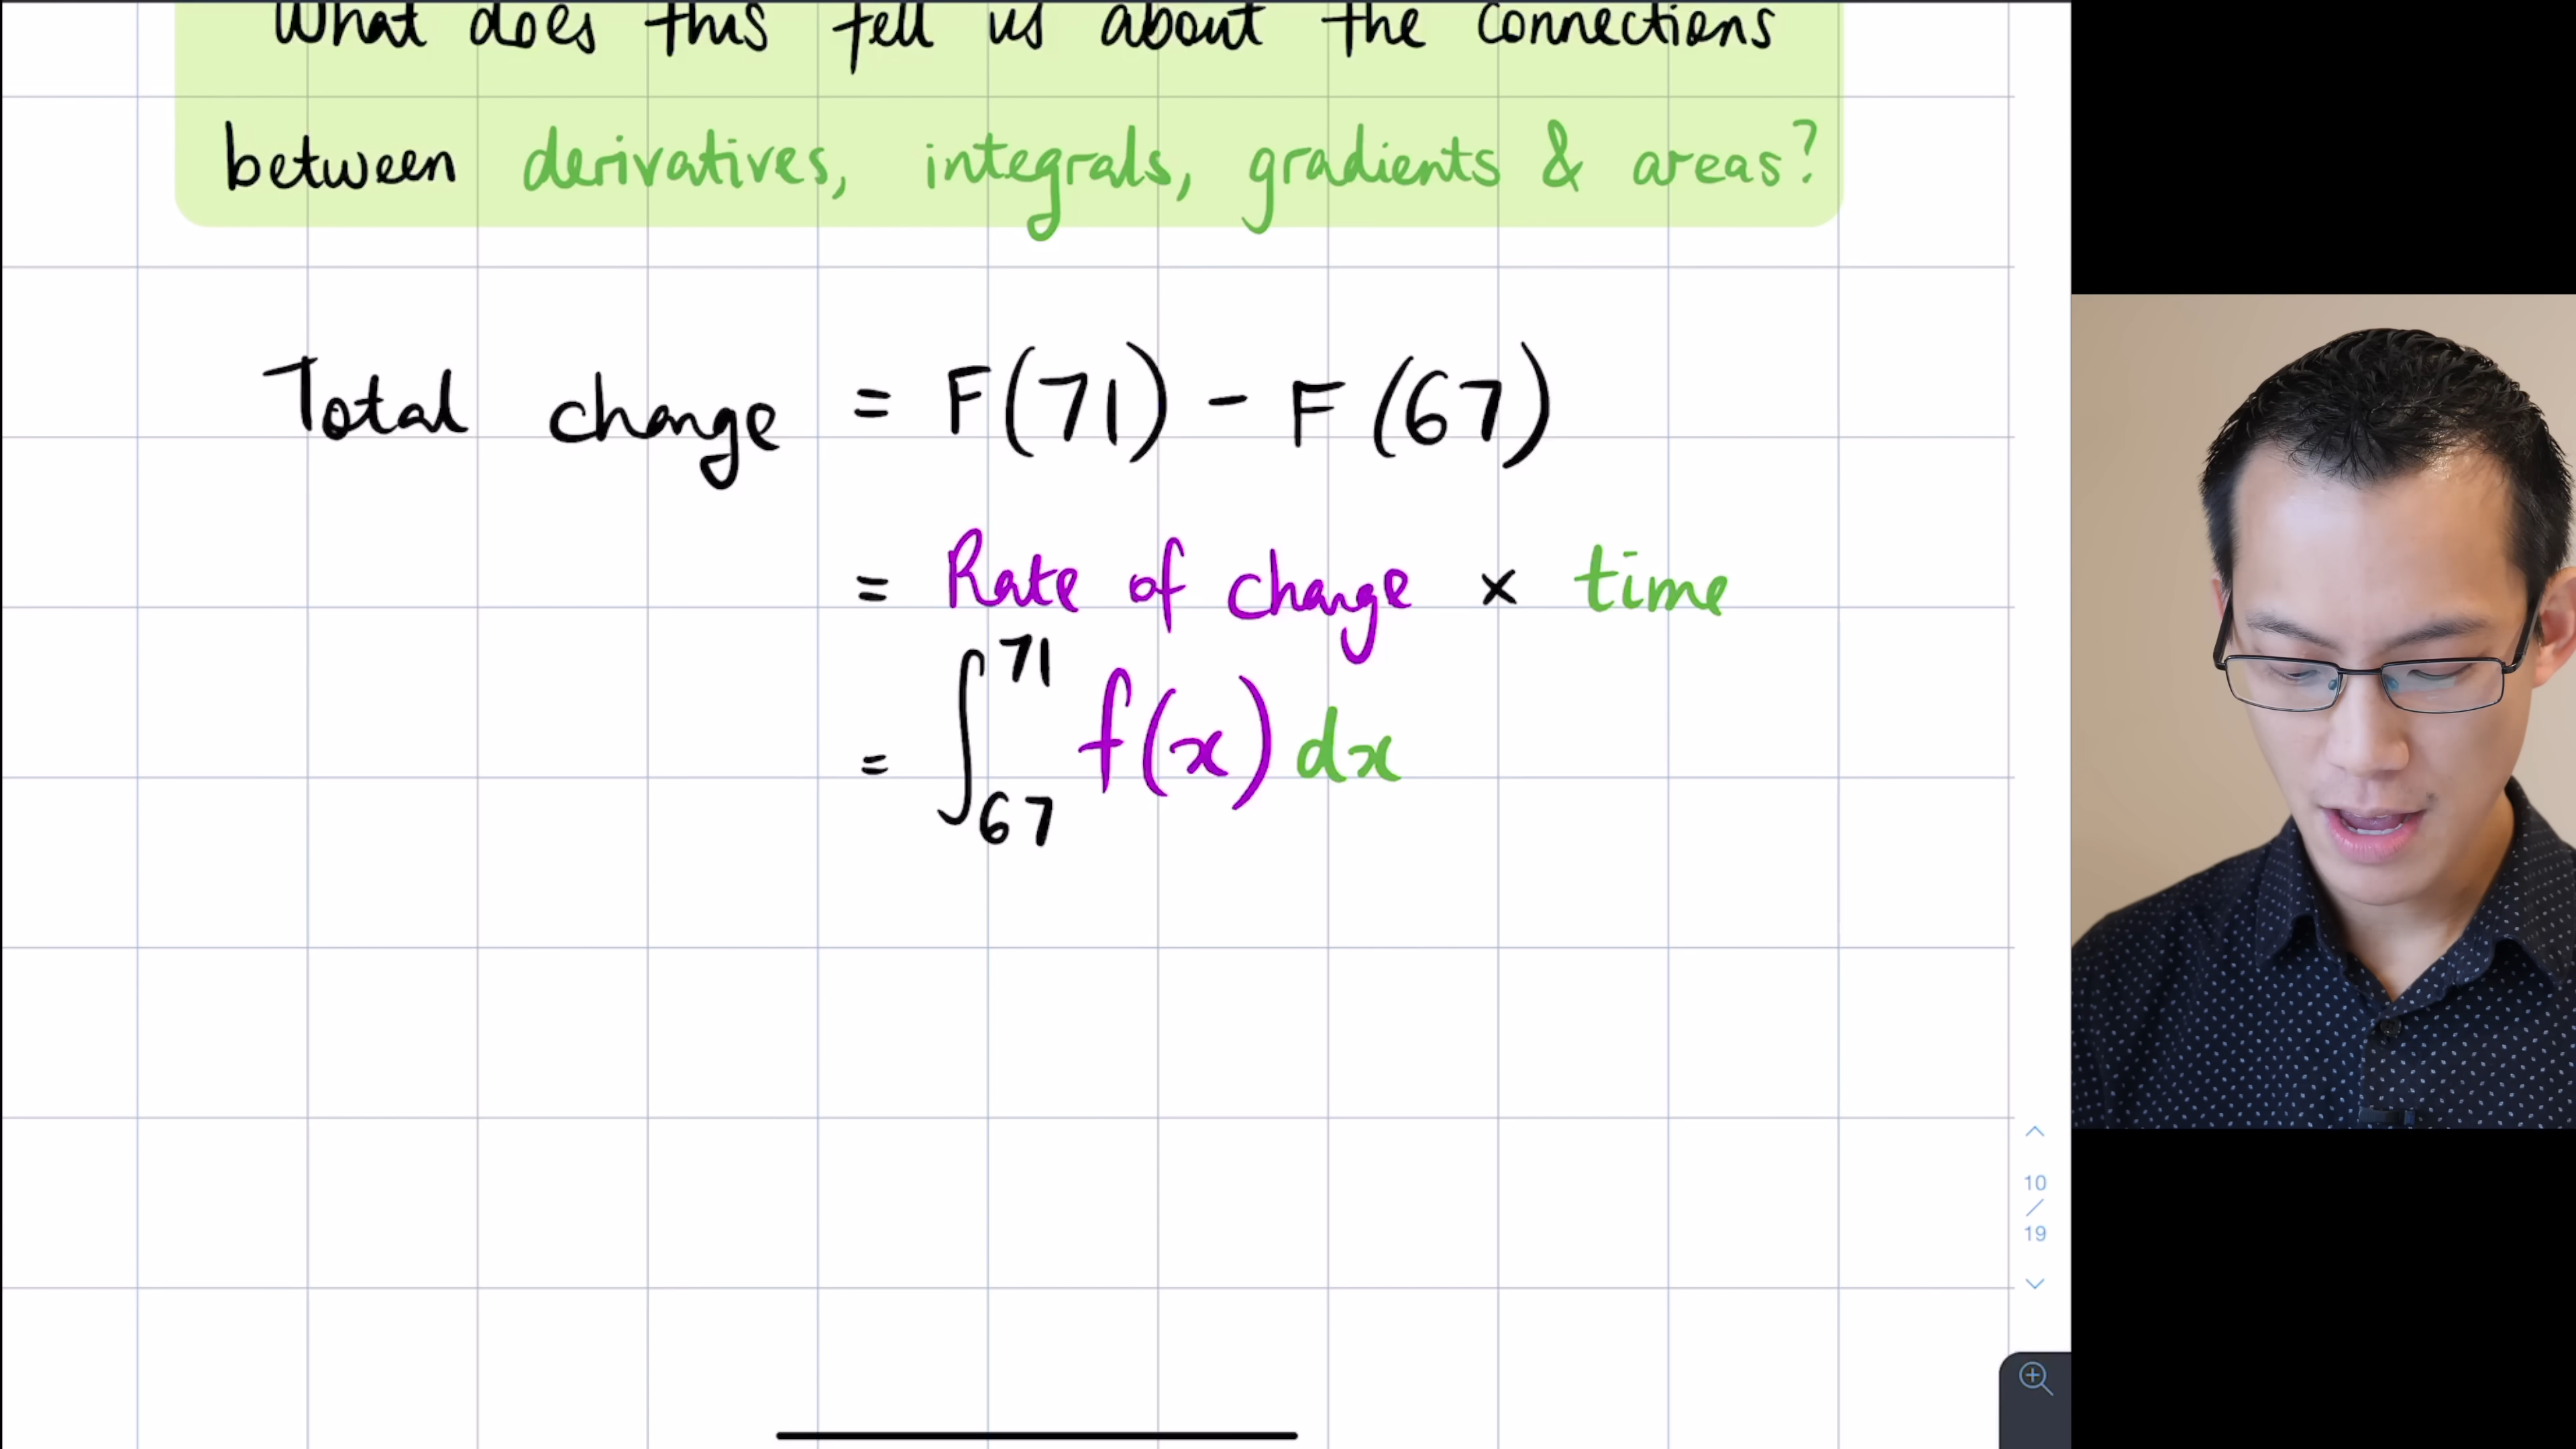 What does this tell us about the connections
between derivatives, integrals, gradients & areas?
Total change = F(71) - F(67)
= Rate of change × time
= ∫₆₇⁷¹ f(x) dx
10
/
19